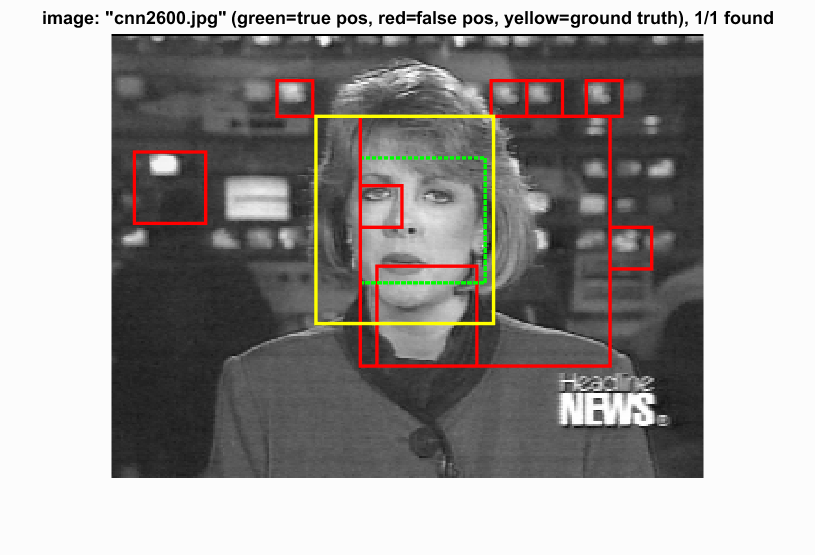 image: "cnn2600.jpg" (green=true pos, red=false pos, yellow=ground truth), 1/1 found
Headline
NEWS.